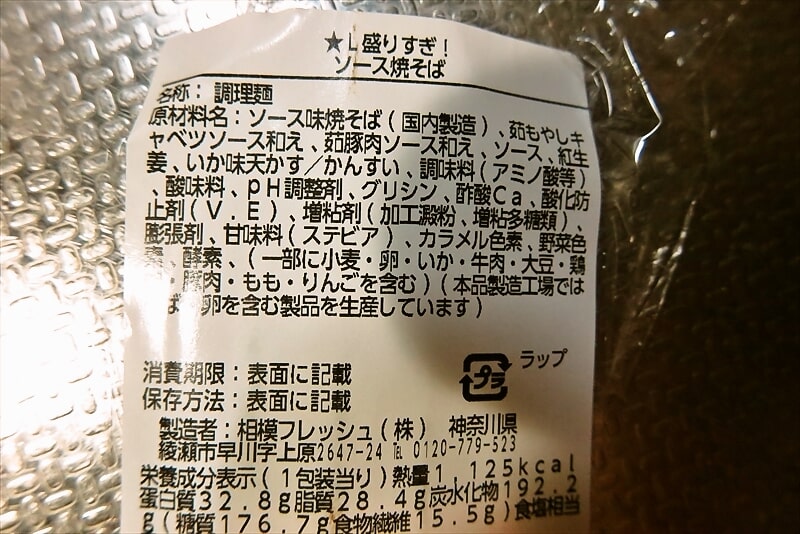 ★L盛りすぎ!
ソース焼そば
名称:調理麺
原材料名:ソース味焼そば(国内製造)、茹もやしキ
ャベツソース和え、茹豚肉ソース和え、ソース、紅生
姜、いか味天かす/かんすい、調味料(アミノ酸等)
、酸味料、pH調整剤、グリシン、酢酸Ca、酸化防
止剤(V.E)、増粘剤(加工澱粉、増粘多糖類)、
膨張剤、甘味料(ステビア)、カラメル色素、野菜色
素、酵素、(一部に小麦・卵・いか・牛肉・大豆・鶏
・豚肉・もも・りんごを含む)(本品製造工場では
ば・卵を含む製品を生産しています)
消費期限:表面に記載
保存方法:表面に記載
プラ
ラップ
製造者:相模フレッシュ(株) 神奈川県
綾瀬市早川字上原2647-24 ℡ 0120-779-523
栄養成分表示(1包装当り)熱量1,125kcal
蛋白質32.8g脂質28.4g炭水化物192.2
g(糖質176.7g食物繊維15.5g)食塩相当